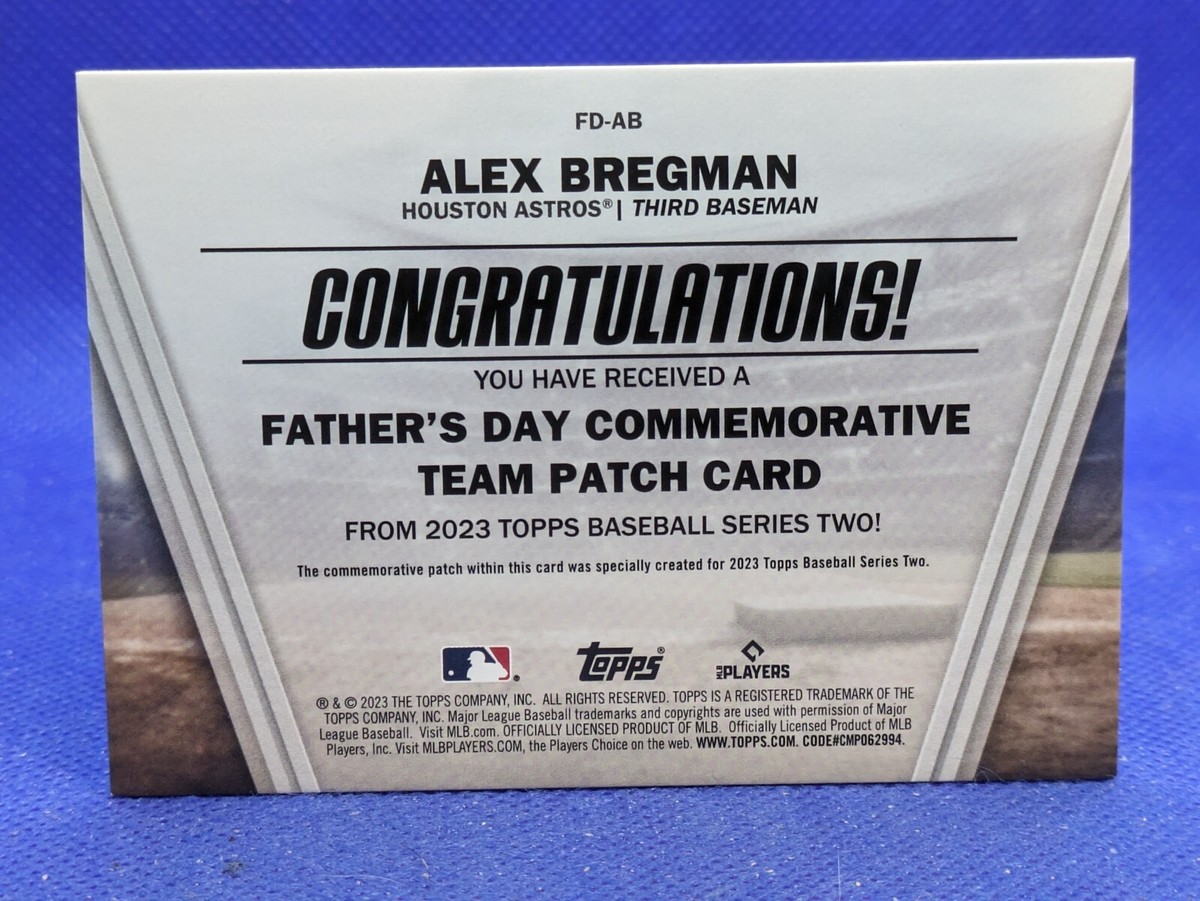 FD-AB
ALEX BREGMAN
HOUSTON ASTROS® | THIRD BASEMAN
CONGRATULATIONS!
YOU HAVE RECEIVED A
FATHER'S DAY COMMEMORATIVE
TEAM PATCH CARD
FROM 2023 TOPPS BASEBALL SERIES TWO!
The commemorative patch within this card was specially created for 2023 Topps Baseball Series Two.
topps® MLB PLAYERS
® & © 2023 THE TOPPS COMPANY, INC. ALL RIGHTS RESERVED. TOPPS IS A REGISTERED TRADEMARK OF THE
TOPPS COMPANY, INC. Major League Baseball trademarks and copyrights are used with permission of Major
League Baseball. Visit MLB.com. OFFICIALLY LICENSED PRODUCT OF MLB. Officially Licensed Product of MLB
Players, Inc. Visit MLBPLAYERS.COM, the Players Choice on the web. WWW.TOPPS.COM. CODE#CMP062994.